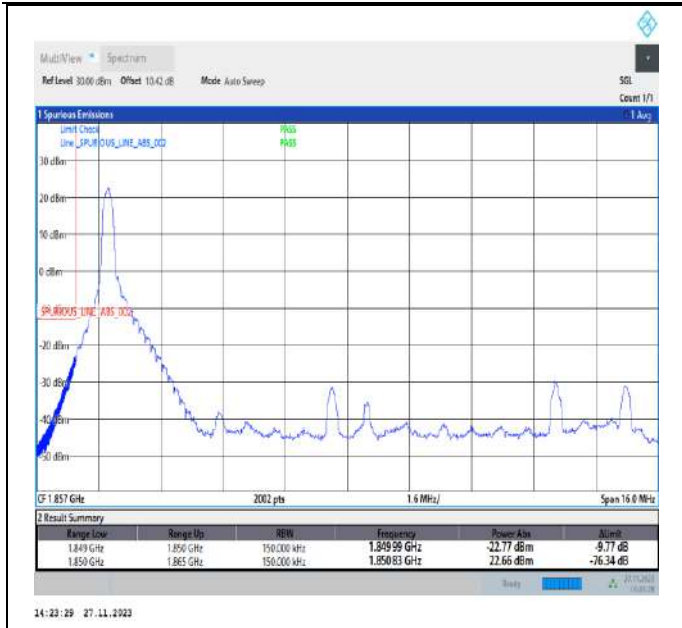 MultiView Spectrum
Ref Level 30.00 dBm Offset 10.42 dB Mode Auto Sweep SGL
Count 1/1
1 Spurious Emissions 1 Avg
Limit Check PASS
Line _SPURIOUS_LINE_ABS_002 PASS
30 dBm
20 dBm
10 dBm
0 dBm
_SPURIOUS_LINE_ABS_002
-20 dBm
-30 dBm
-40 dBm
-50 dBm
CF 1.857 GHz 2002 pts 1.6 MHz/ Span 16.0 MHz
2 Result Summary
Range Low Range Up RBW Frequency Power Abs ΔLimit
1.849 GHz 1.850 GHz 150.000 kHz 1.84999 GHz -22.77 dBm -9.77 dB
1.850 GHz 1.865 GHz 150.000 kHz 1.85083 GHz 22.66 dBm -76.34 dB
Ready 27.11.2023
14:23:29 27.11.2023